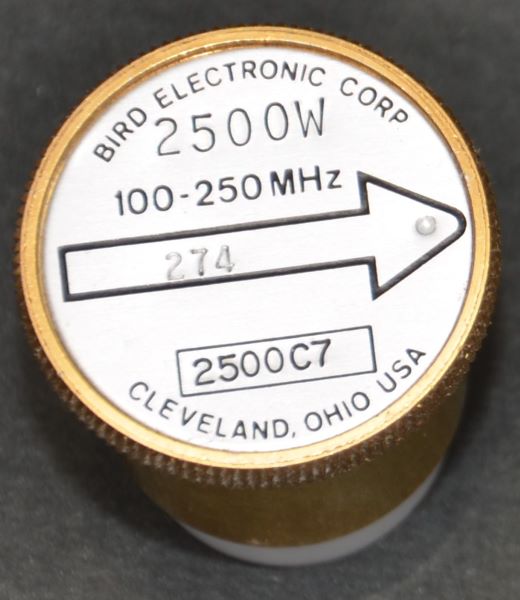 BIRD ELECTRONIC CORP
2500W
100-250MHz
274
2500C7
CLEVELAND, OHIO USA